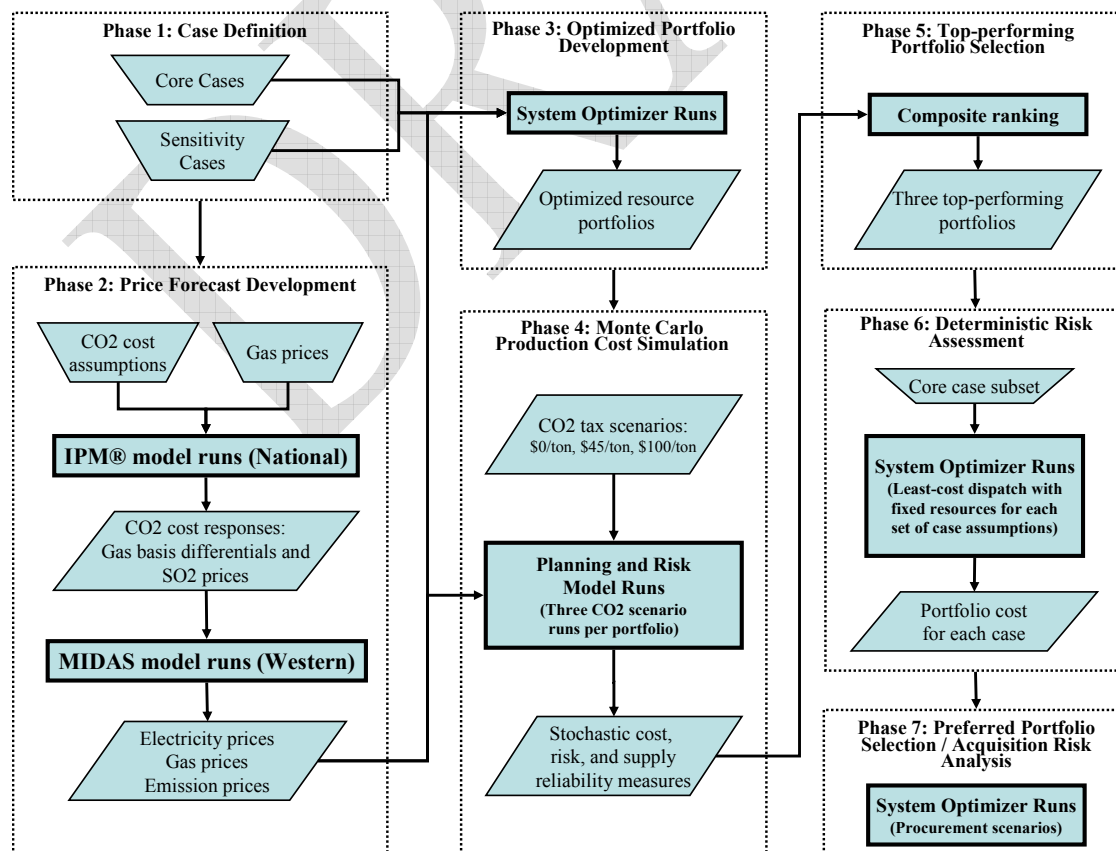 Phase 1: Case Definition
Core Cases
Sensitivity
Cases
Phase 2: Price Forecast Development
CO2 cost
assumptions
Gas prices
IPM® model runs (National)
CO2 cost responses:
Gas basis differentials and
SO2 prices
MIDAS model runs (Western)
Electricity prices
Gas prices
Emission prices
Phase 3: Optimized Portfolio
Development
System Optimizer Runs
Optimized resource
portfolios
Phase 4: Monte Carlo
Production Cost Simulation
CO2 tax scenarios:
$0/ton, $45/ton, $100/ton
Planning and Risk
Model Runs
(Three CO2 scenario
runs per portfolio)
Stochastic cost,
risk, and supply
reliability measures
Phase 5: Top-performing
Portfolio Selection
Composite ranking
Three top-performing
portfolios
Phase 6: Deterministic Risk
Assessment
Core case subset
System Optimizer Runs
(Least-cost dispatch with
fixed resources for each
set of case assumptions)
Portfolio cost
for each case
Phase 7: Preferred Portfolio
Selection / Acquisition Risk
Analysis
System Optimizer Runs
(Procurement scenarios)